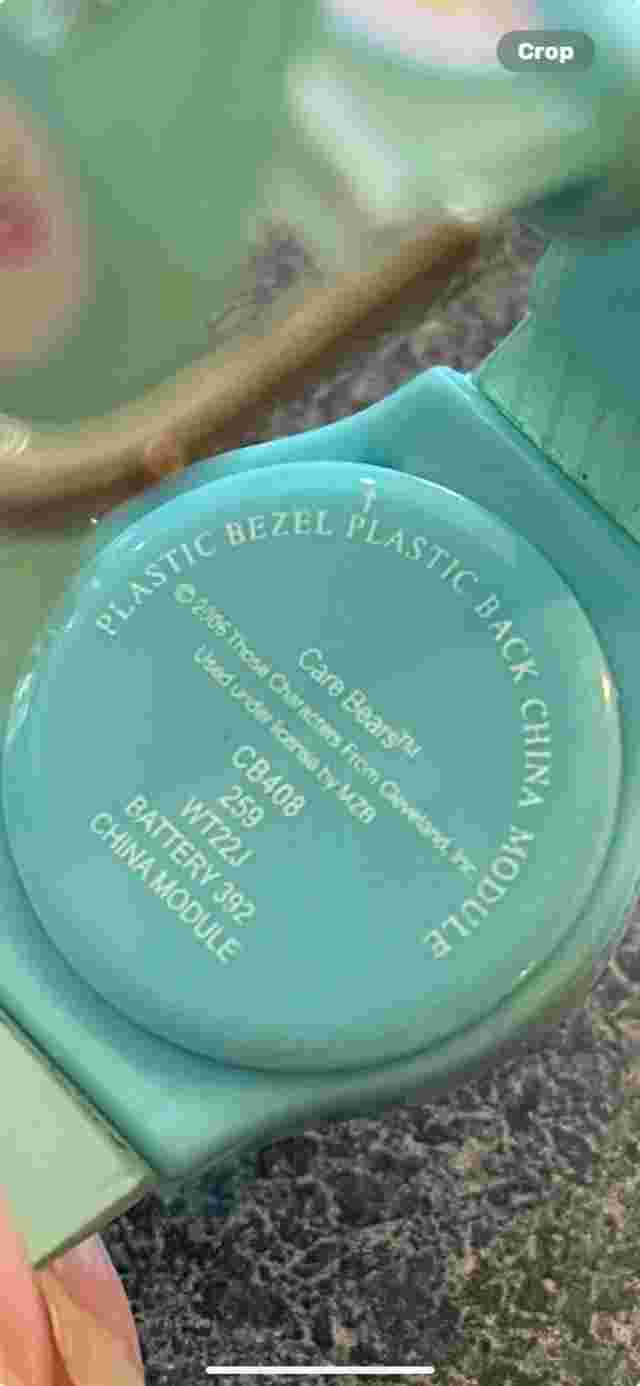 Crop
PLASTIC BEZEL PLASTIC BACK CHINA MODULE
Care Bears™
©2006 Those Characters From Cleveland, Inc.
Used under license by MZB
CB408
259
WT22J
BATTERY 392
CHINA MODULE